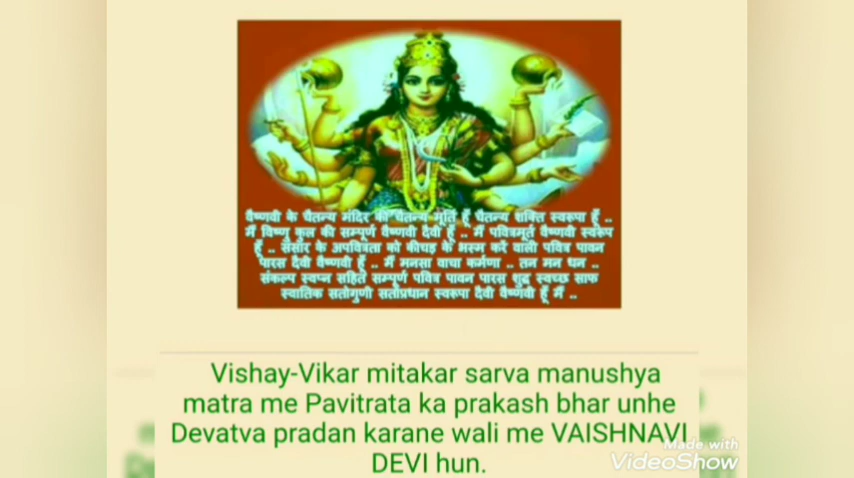 वैष्णवी के चैतन्य मंदिर की चैतन्य मूर्ति हूँ चैतन्य शक्ति स्वरूपा हूँ ..
मैं विष्णु कुल की सम्पूर्ण वैष्णवी दैवी हूँ .. मैं पवित्रमूर्त वैष्णवी स्वरूप
हूँ .. संसार के अपवित्रता को कीचड़ के भस्म करे वाली पवित्र पावन
पारस दैवी वैष्णवी हूँ .. मैं मनसा वाचा कर्मणा .. तन मन धन ..
संकल्प स्वप्न सहित सम्पूर्ण पवित्र पावन पारस शुद्ध स्वच्छ साफ
स्वातिक सतोगुणी सतोप्रधान स्वरूपा दैवी वैष्णवी हूँ मैं ..
Vishay-Vikar mitakar sarva manushya
matra me Pavitrata ka prakash bhar unhe
Devatva pradan karane wali me VAISHNAVI
DEVI hun.
Made with
VideoShow